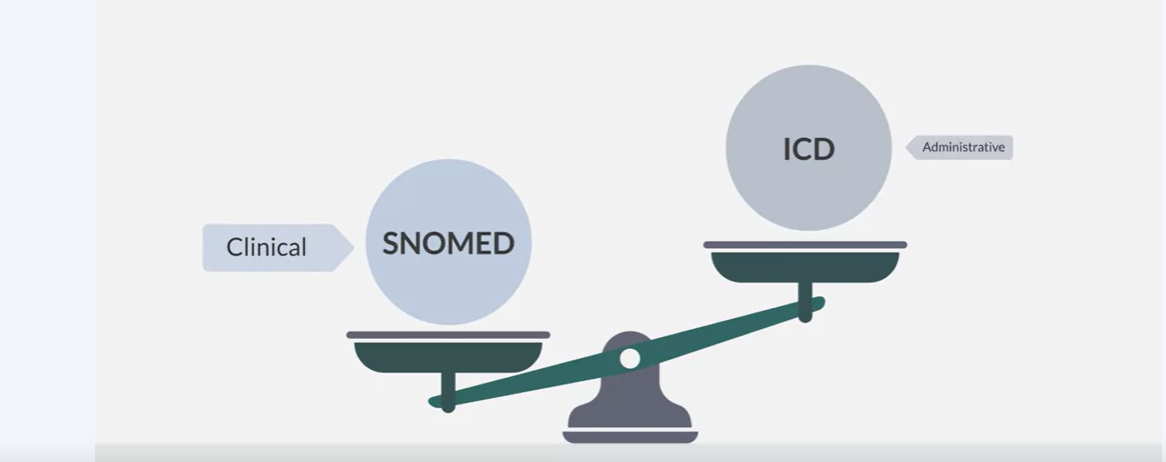 Clinical
SNOMED
ICD
Administrative